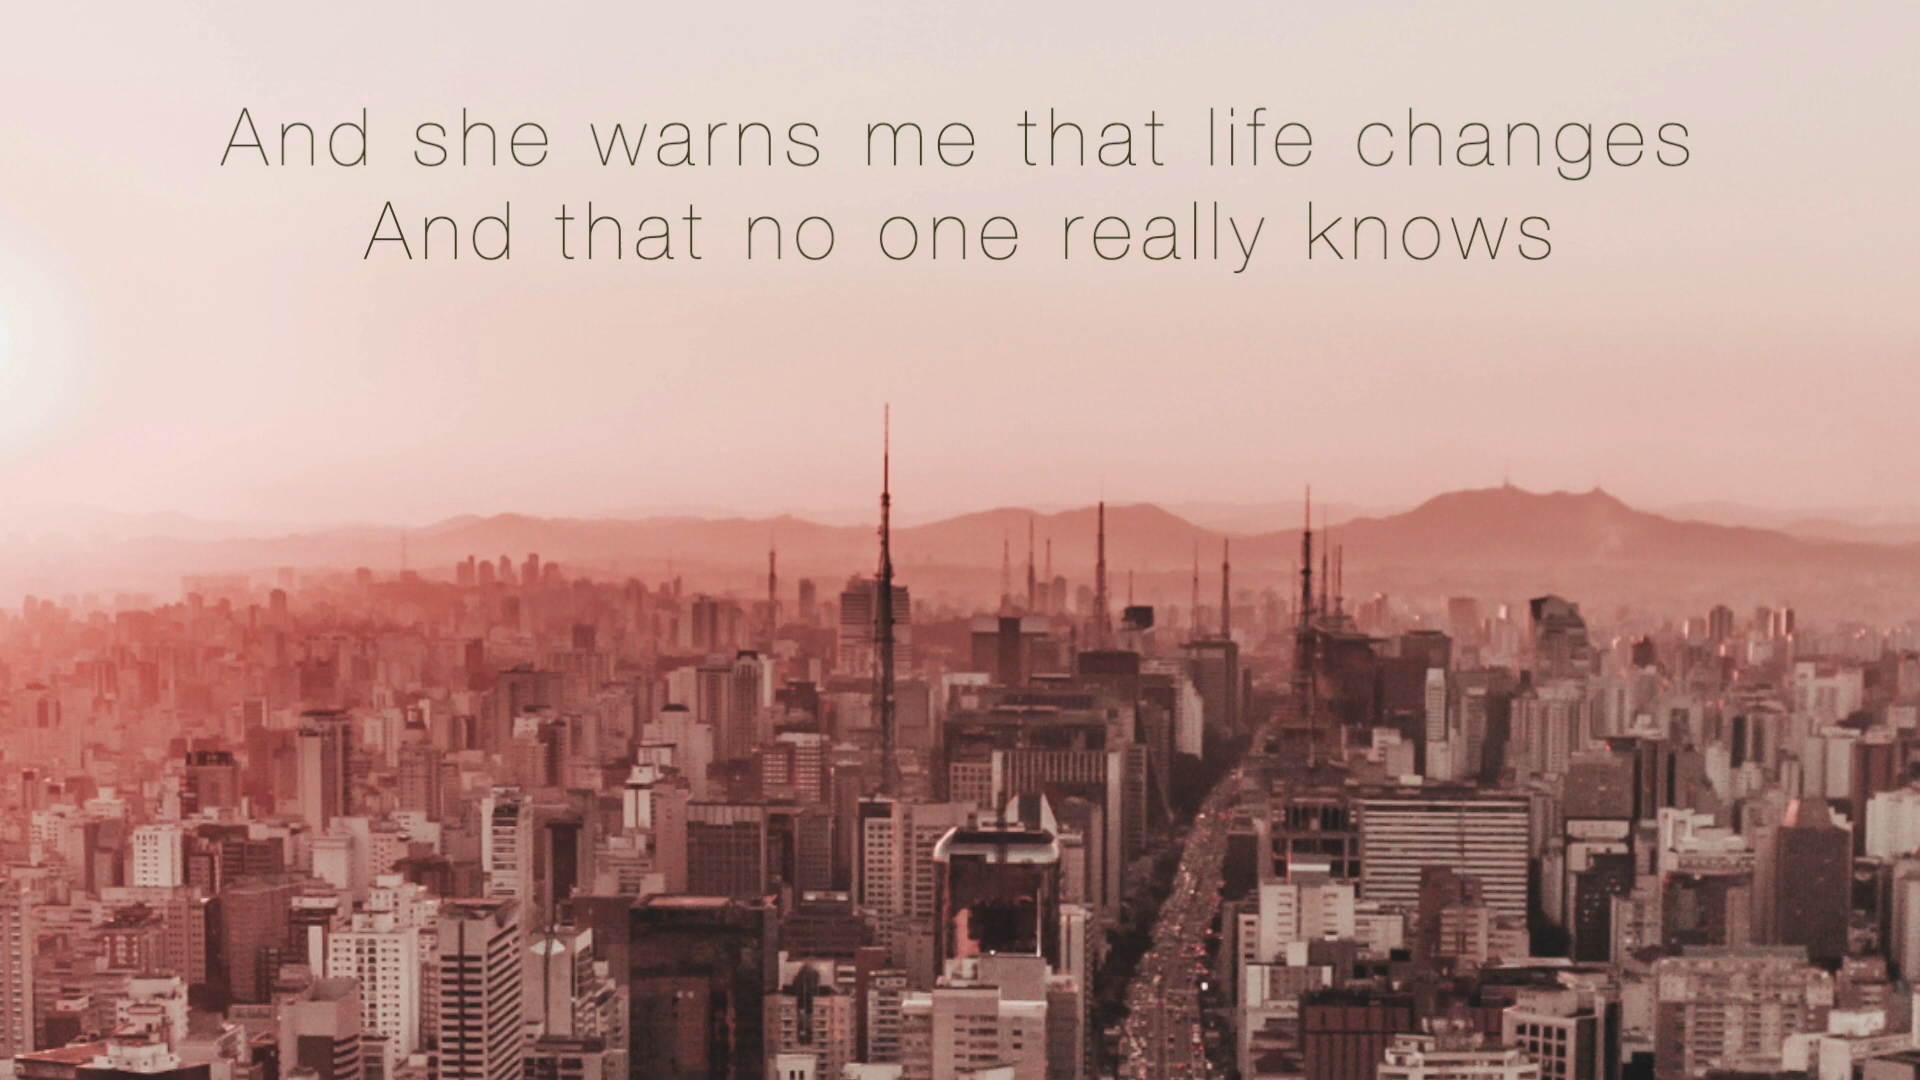 And she warns me that life changes
And that no one really knows